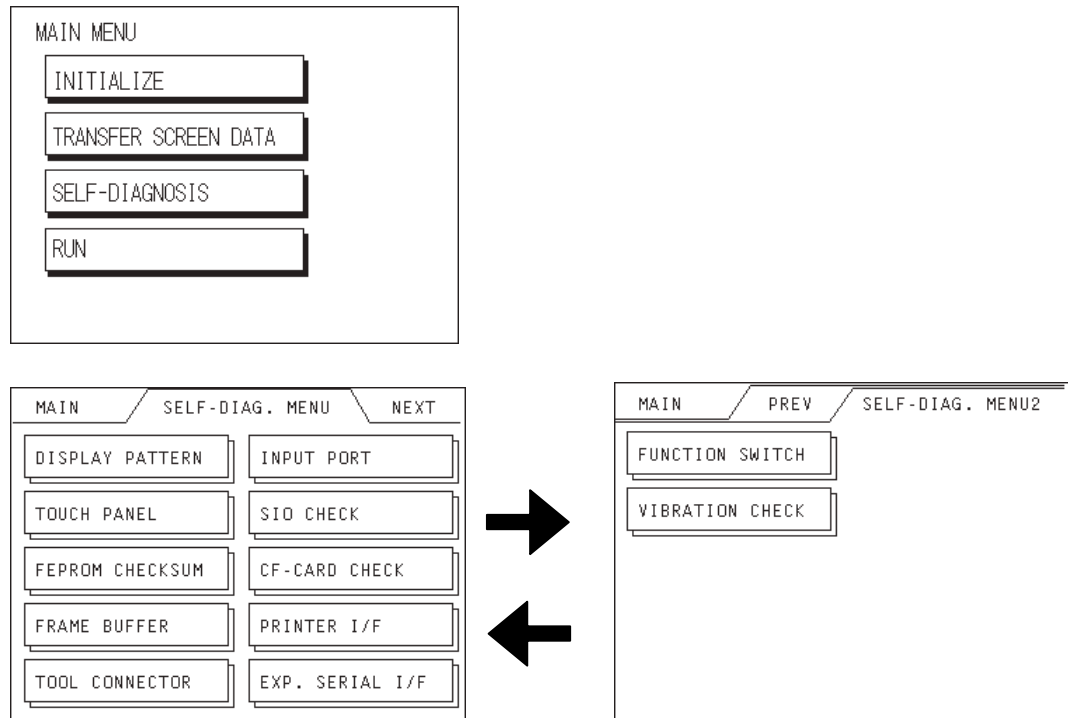 MAIN MENU
INITIALIZE
TRANSFER SCREEN DATA
SELF-DIAGNOSIS
RUN
MAIN SELF-DIAG. MENU NEXT
DISPLAY PATTERN INPUT PORT
TOUCH PANEL SIO CHECK
FEPROM CHECKSUM CF-CARD CHECK
FRAME BUFFER PRINTER I/F
TOOL CONNECTOR EXP. SERIAL I/F
MAIN PREV SELF-DIAG. MENU2
FUNCTION SWITCH
VIBRATION CHECK